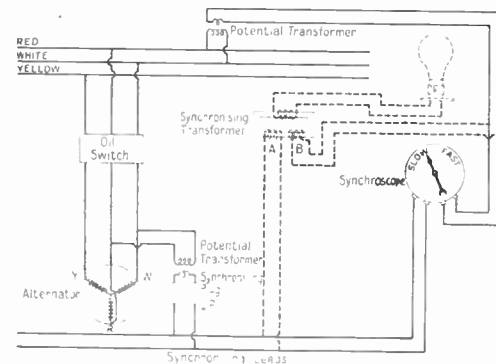 Potential Transformer
RED
WHITE
YELLOW
Synchronising
Transformer
A B
Oil
Switch
SLOW FAST
Synchroscope
Potential
Transformer
Y
N
Alternator